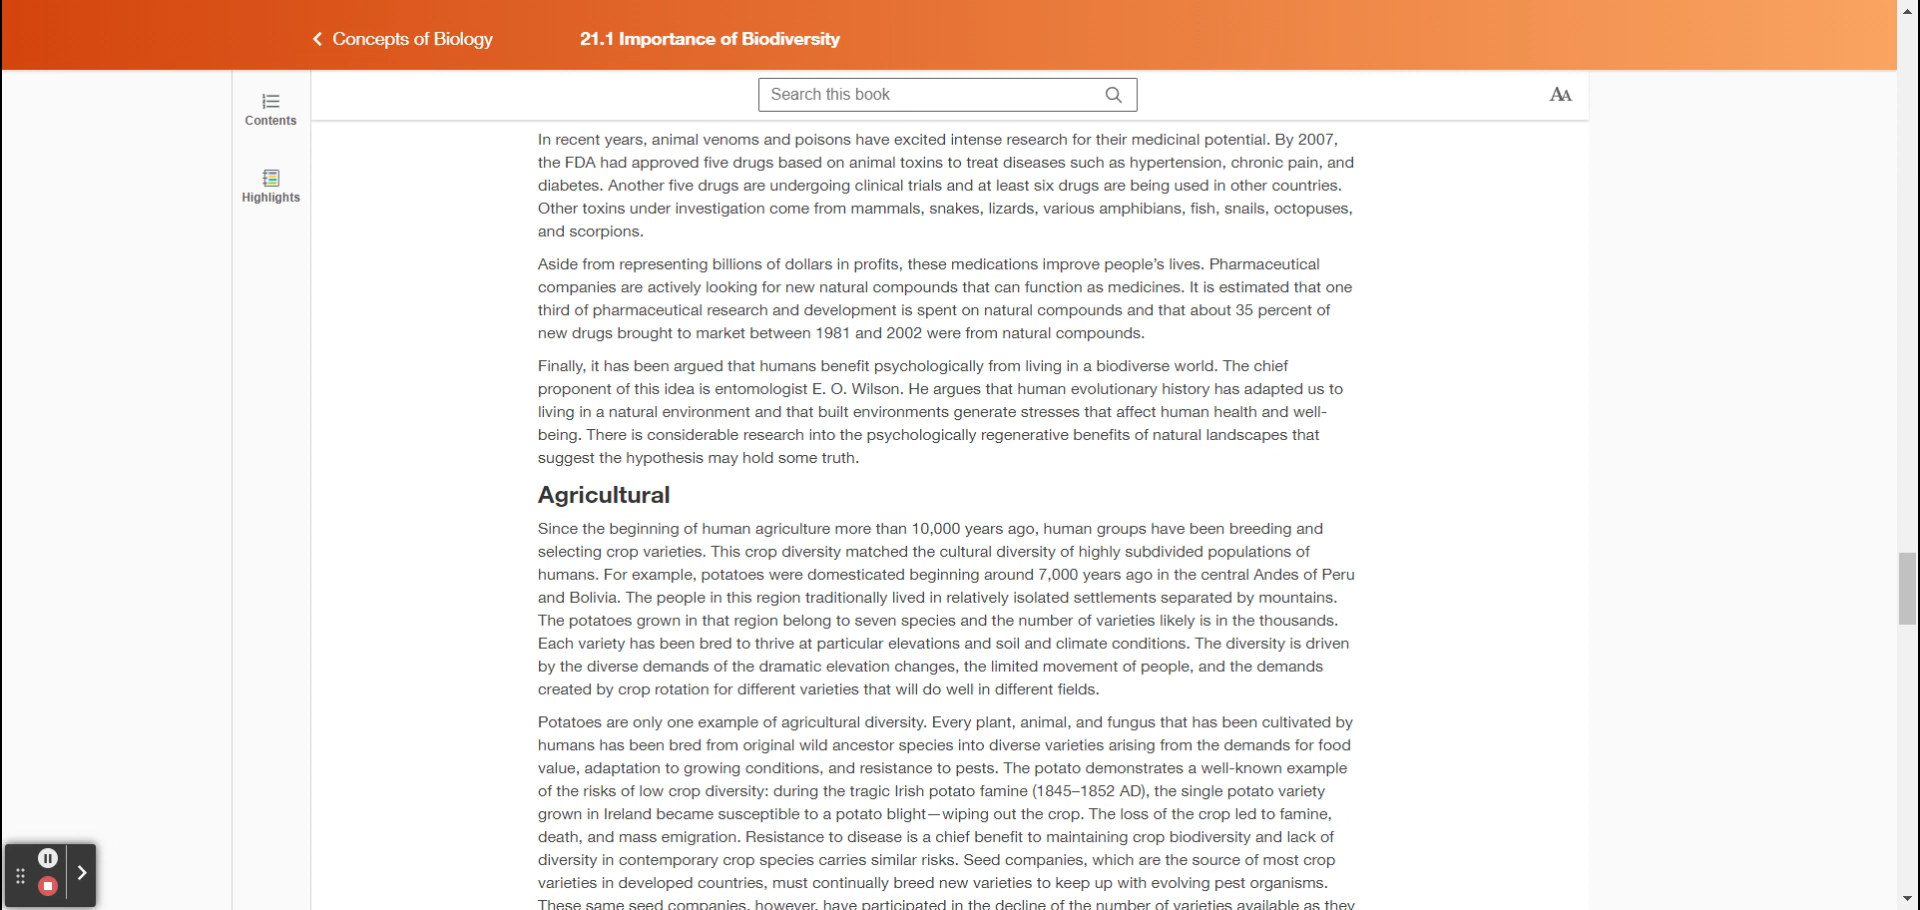 Concepts of Biology
21.1 Importance of Biodiversity
Contents
Highlights
Search this book
AA
In recent years, animal venoms and poisons have excited intense research for their medicinal potential. By 2007,
the FDA had approved five drugs based on animal toxins to treat diseases such as hypertension, chronic pain, and
diabetes. Another five drugs are undergoing clinical trials and at least six drugs are being used in other countries.
Other toxins under investigation come from mammals, snakes, lizards, various amphibians, fish, snails, octopuses,
and scorpions.
Aside from representing billions of dollars in profits, these medications improve people’s lives. Pharmaceutical
companies are actively looking for new natural compounds that can function as medicines. It is estimated that one
third of pharmaceutical research and development is spent on natural compounds and that about 35 percent of
new drugs brought to market between 1981 and 2002 were from natural compounds.
Finally, it has been argued that humans benefit psychologically from living in a biodiverse world. The chief
proponent of this idea is entomologist E. O. Wilson. He argues that human evolutionary history has adapted us to
living in a natural environment and that built environments generate stresses that affect human health and well-
being. There is considerable research into the psychologically regenerative benefits of natural landscapes that
suggest the hypothesis may hold some truth.
Agricultural
Since the beginning of human agriculture more than 10,000 years ago, human groups have been breeding and
selecting crop varieties. This crop diversity matched the cultural diversity of highly subdivided populations of
humans. For example, potatoes were domesticated beginning around 7,000 years ago in the central Andes of Peru
and Bolivia. The people in this region traditionally lived in relatively isolated settlements separated by mountains.
The potatoes grown in that region belong to seven species and the number of varieties likely is in the thousands.
Each variety has been bred to thrive at particular elevations and soil and climate conditions. The diversity is driven
by the diverse demands of the dramatic elevation changes, the limited movement of people, and the demands
created by crop rotation for different varieties that will do well in different fields.
Potatoes are only one example of agricultural diversity. Every plant, animal, and fungus that has been cultivated by
humans has been bred from original wild ancestor species into diverse varieties arising from the demands for food
value, adaptation to growing conditions, and resistance to pests. The potato demonstrates a well-known example
of the risks of low crop diversity: during the tragic Irish potato famine (1845–1852 AD), the single potato variety
grown in Ireland became susceptible to a potato blight—wiping out the crop. The loss of the crop led to famine,
death, and mass emigration. Resistance to disease is a chief benefit to maintaining crop biodiversity and lack of
diversity in contemporary crop species carries similar risks. Seed companies, which are the source of most crop
varieties in developed countries, must continually breed new varieties to keep up with evolving pest organisms.
These same seed companies, however, have participated in the decline of the number of varieties available as they